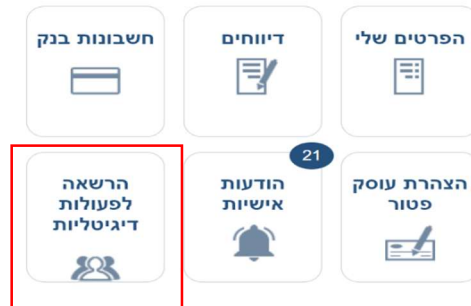 הפרטים שלי
דיווחים
חשבונות בנק
21
הצהרת עוסק
פטור
הודעות
אישיות
הרשאה
לפעולות
דיגיטליות